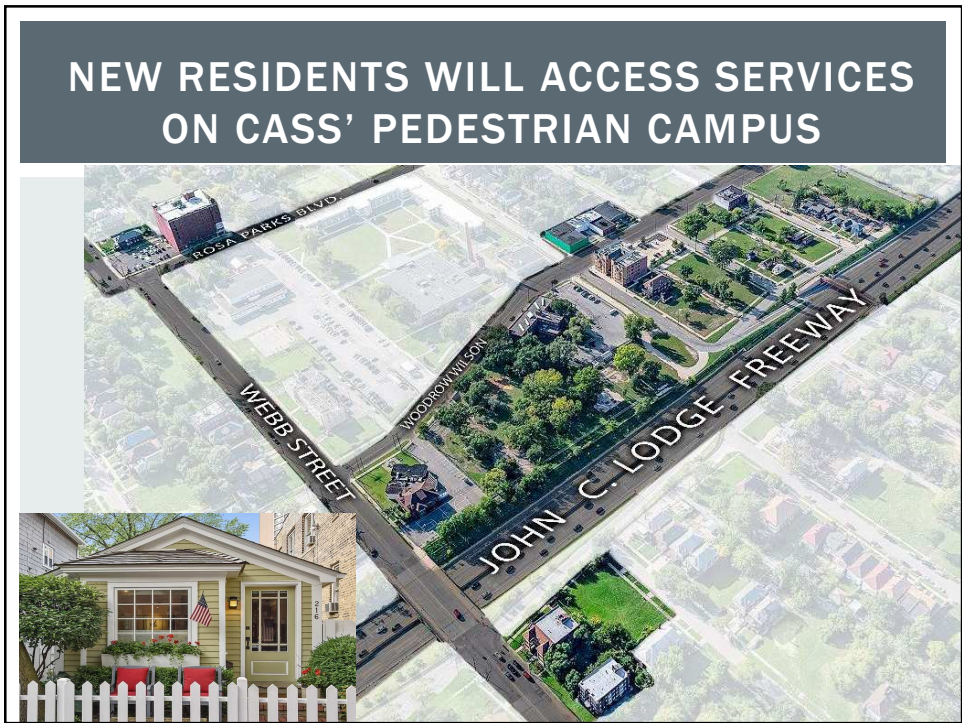 NEW RESIDENTS WILL ACCESS SERVICES
ON CASS’ PEDESTRIAN CAMPUS
ROSA PARKS BLVD.
WOODROW WILSON
WEBB STREET
JOHN C. LODGE FREEWAY
216